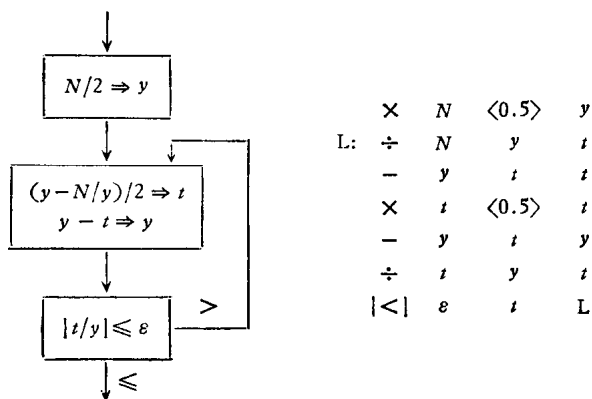 N/2 ⇒ y
(y−N/y)/2 ⇒ t
y − t ⇒ y
|t/y| ≤ ε
>
≤
× N ⟨0.5⟩ y
L: ÷ N y t
− y t t
× t ⟨0.5⟩ t
− y t y
÷ t y t
|<| ε t L